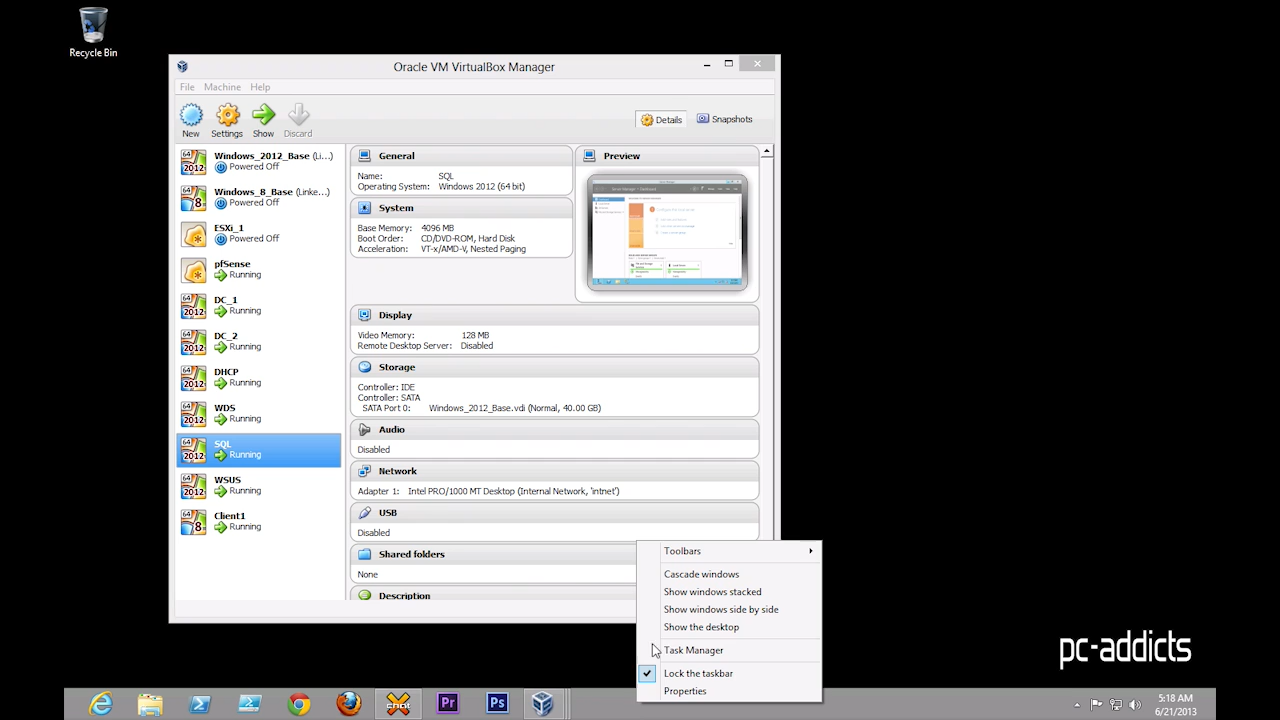 Recycle Bin
Oracle VM VirtualBox Manager
File Machine Help
New Settings Show Discard
Details Snapshots
Windows_2012_Base (Li...)
Powered Off
Windows_8_Base (Linke...
Powered Off
ESXi_1
Powered Off
pfSense
Running
DC_1
Running
DC_2
Running
DHCP
Running
WDS
Running
SQL
Running
WSUS
Running
Client1
Running
General
Name: SQL
Operating System: Windows 2012 (64 bit)
System
Base Memory: 4096 MB
Boot Order: CD/DVD-ROM, Hard Disk
Acceleration: VT-x/AMD-V, Nested Paging
Preview
Display
Video Memory: 128 MB
Remote Desktop Server: Disabled
Storage
Controller: IDE
Controller: SATA
SATA Port 0: Windows_2012_Base.vdi (Normal, 40.00 GB)
Audio
Disabled
Network
Adapter 1: Intel PRO/1000 MT Desktop (Internal Network, 'intnet')
USB
Disabled
Shared folders
None
Description
Toolbars
Cascade windows
Show windows stacked
Show windows side by side
Show the desktop
Task Manager
Lock the taskbar
Properties
pc-addicts
Pr
Ps
5:18 AM
6/21/2013